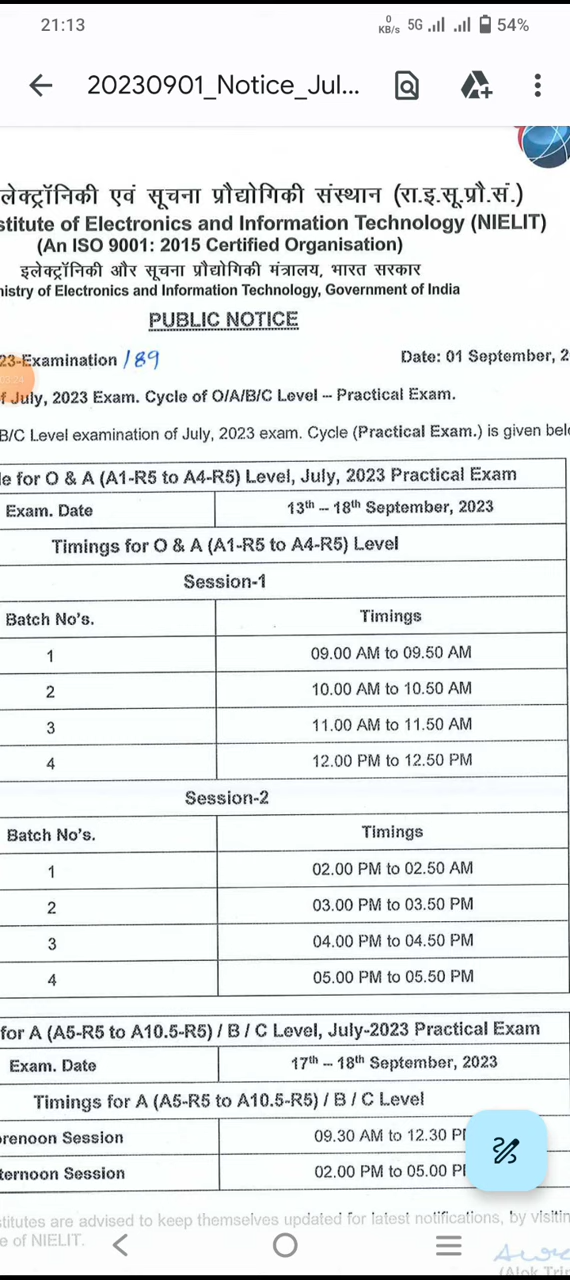 21:13 0 KB/s 5G 54%
20230901_Notice_Jul...
लेक्ट्रॉनिकी एवं सूचना प्रौद्योगिकी संस्थान (रा.इ.सू.प्रौ.सं.)
stitute of Electronics and Information Technology (NIELIT)
(An ISO 9001: 2015 Certified Organisation)
इलेक्ट्रॉनिकी और सूचना प्रौद्योगिकी मंत्रालय, भारत सरकार
nistry of Electronics and Information Technology, Government of India
PUBLIC NOTICE
23-Examination /89 Date: 01 September, 2
03:24
f July, 2023 Exam. Cycle of O/A/B/C Level – Practical Exam.
B/C Level examination of July, 2023 exam. Cycle (Practical Exam.) is given belo
le for O & A (A1-R5 to A4-R5) Level, July, 2023 Practical Exam
Exam. Date 13th – 18th September, 2023
Timings for O & A (A1-R5 to A4-R5) Level
Session-1
Batch No's. Timings
1 09.00 AM to 09.50 AM
2 10.00 AM to 10.50 AM
3 11.00 AM to 11.50 AM
4 12.00 PM to 12.50 PM
Session-2
Batch No's. Timings
1 02.00 PM to 02.50 AM
2 03.00 PM to 03.50 PM
3 04.00 PM to 04.50 PM
4 05.00 PM to 05.50 PM
for A (A5-R5 to A10.5-R5) / B / C Level, July-2023 Practical Exam
Exam. Date 17th – 18th September, 2023
Timings for A (A5-R5 to A10.5-R5) / B / C Level
orenoon Session 09.30 AM to 12.30 P
ternoon Session 02.00 PM to 05.00 P
stitutes are advised to keep themselves updated for latest notifications, by visitin
e of NIELIT.
(Alok Tri